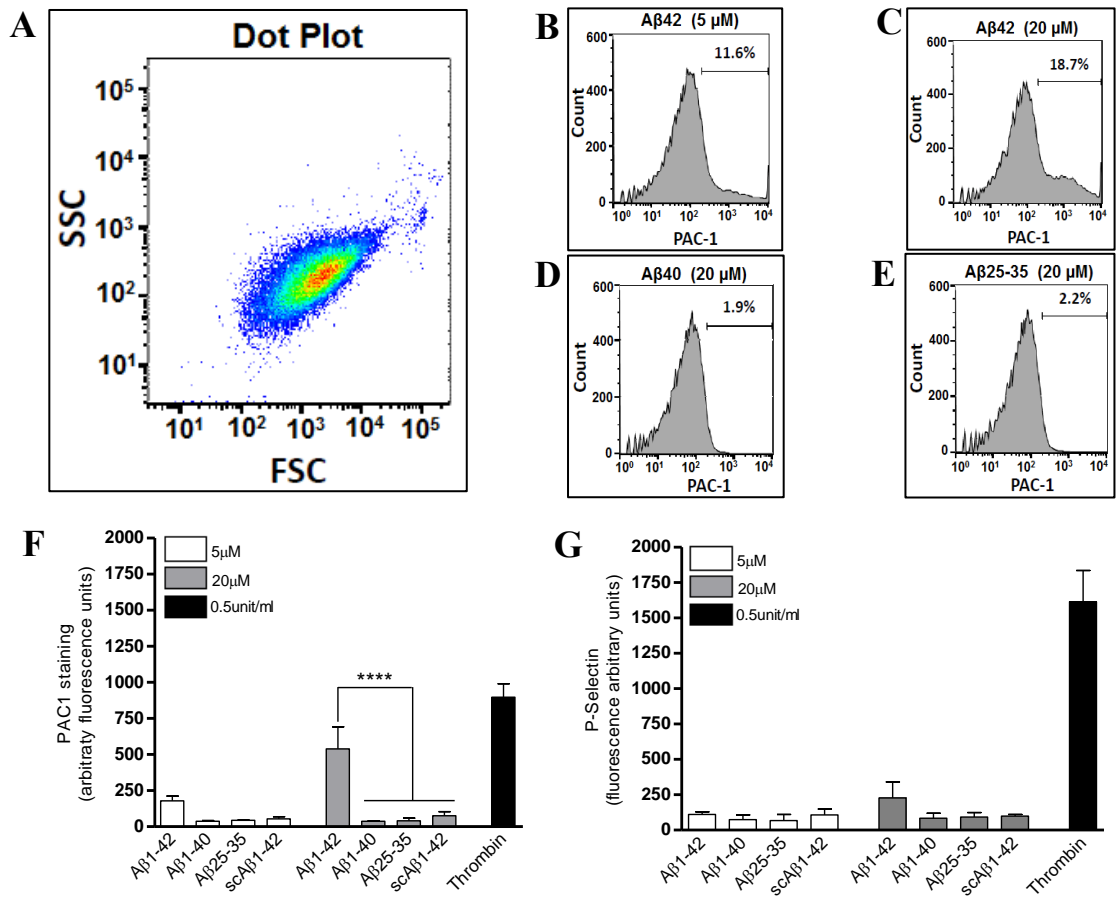 A
Dot Plot
10⁵
10⁴
10³
10²
10¹
SSC
10¹ 10² 10³ 10⁴ 10⁵
FSC
B
Aβ42 (5 µM)
11.6%
600
400
200
0
Count
10⁰ 10¹ 10² 10³ 10⁴
PAC-1
C
Aβ42 (20 µM)
18.7%
600
400
200
0
Count
10⁰ 10¹ 10² 10³ 10⁴
PAC-1
D
Aβ40 (20 µM)
1.9%
600
400
200
0
Count
10⁰ 10¹ 10² 10³ 10⁴
PAC-1
E
Aβ25-35 (20 µM)
2.2%
600
400
200
0
Count
10⁰ 10¹ 10² 10³ 10⁴
PAC-1
F
2000
1750
1500
1250
1000
750
500
250
0
PAC1 staining
(arbitraty fluorescence units)
5µM
20µM
0.5unit/ml
****
Aβ1-42
Aβ1-40
Aβ25-35
scAβ1-42
Aβ1-42
Aβ1-40
Aβ25-35
scAβ1-42
Thrombin
G
2000
1750
1500
1250
1000
750
500
250
0
P-Selectin
(fluorescence arbitrary units)
5µM
20µM
0.5unit/ml
Aβ1-42
Aβ1-40
Aβ25-35
scAβ1-42
Aβ1-42
Aβ1-40
Aβ25-35
scAβ1-42
Thrombin